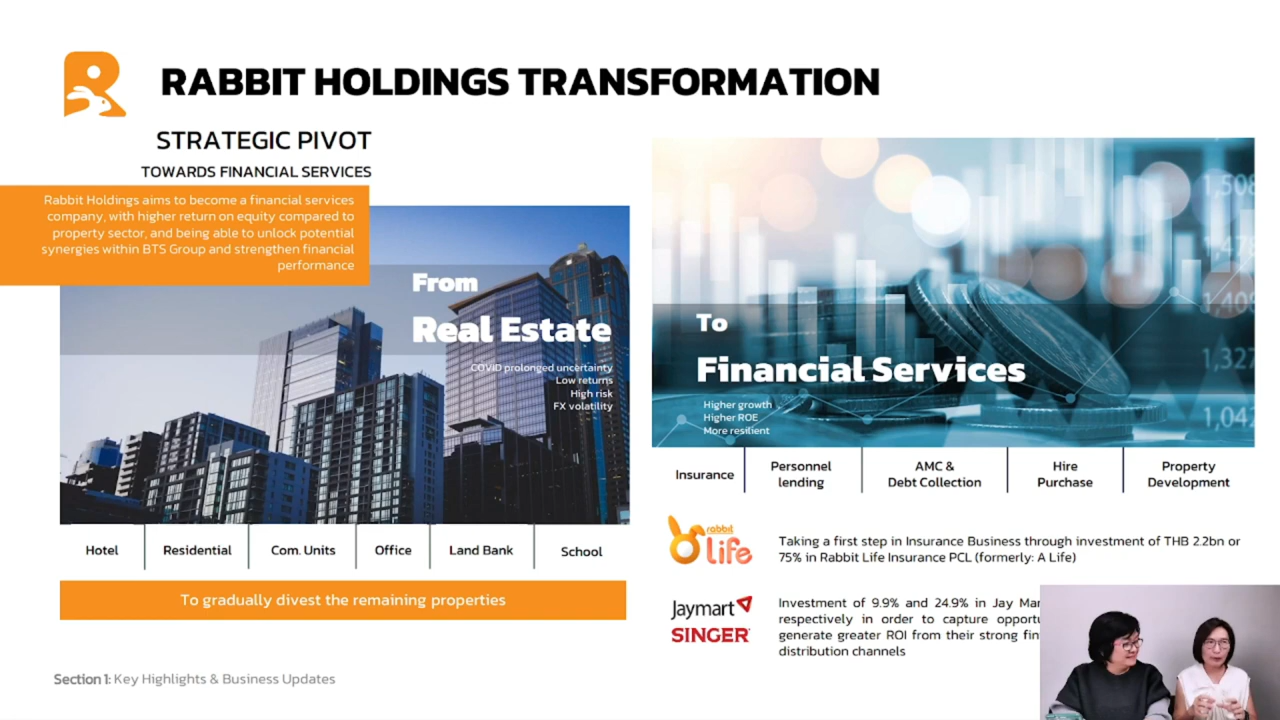 RABBIT HOLDINGS TRANSFORMATION
STRATEGIC PIVOT
TOWARDS FINANCIAL SERVICES
Rabbit Holdings aims to become a financial services
company, with higher return on equity compared to
property sector, and being able to unlock potential
synergies within BTS Group and strengthen financial
performance
From
Real Estate
COVID prolonged uncertainty
Low returns
High risk
FX volatility
Hotel
Residential
Com. Units
Office
Land Bank
School
To gradually divest the remaining properties
To
Financial Services
Higher growth
Higher ROE
More resilient
Insurance
Personnel
lending
AMC &
Debt Collection
Hire
Purchase
Property
Development
rabbit
life
Taking a first step in Insurance Business through investment of THB 2.2bn or
75% in Rabbit Life Insurance PCL (formerly: A Life)
Jaymart
SINGER
Investment of 9.9% and 24.9% in Jay Mar
respectively in order to capture opportu
generate greater ROI from their strong fin
distribution channels
Section 1: Key Highlights & Business Updates